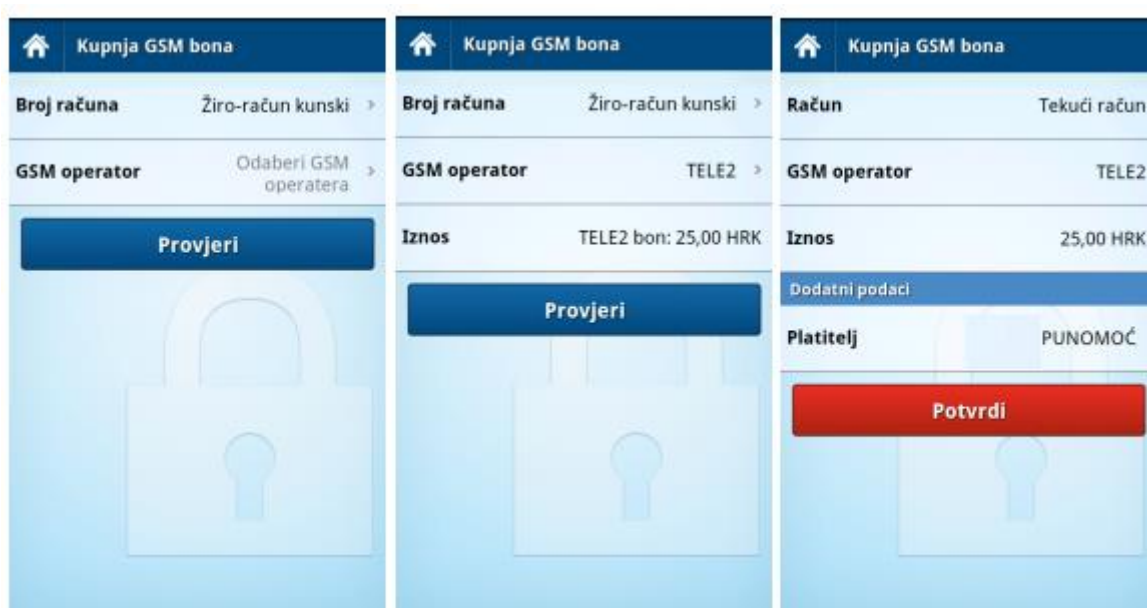 Kupnja GSM bona
Broj računa Žiro-račun kunski
GSM operator Odaberi GSM
operatera
Provjeri
Kupnja GSM bona
Broj računa Žiro-račun kunski
GSM operator TELE2
Iznos TELE2 bon: 25,00 HRK
Provjeri
Kupnja GSM bona
Račun Tekući račun
GSM operator TELE2
Iznos 25,00 HRK
Dodatni podaci
Platitelj PUNOMOĆ
Potvrdi